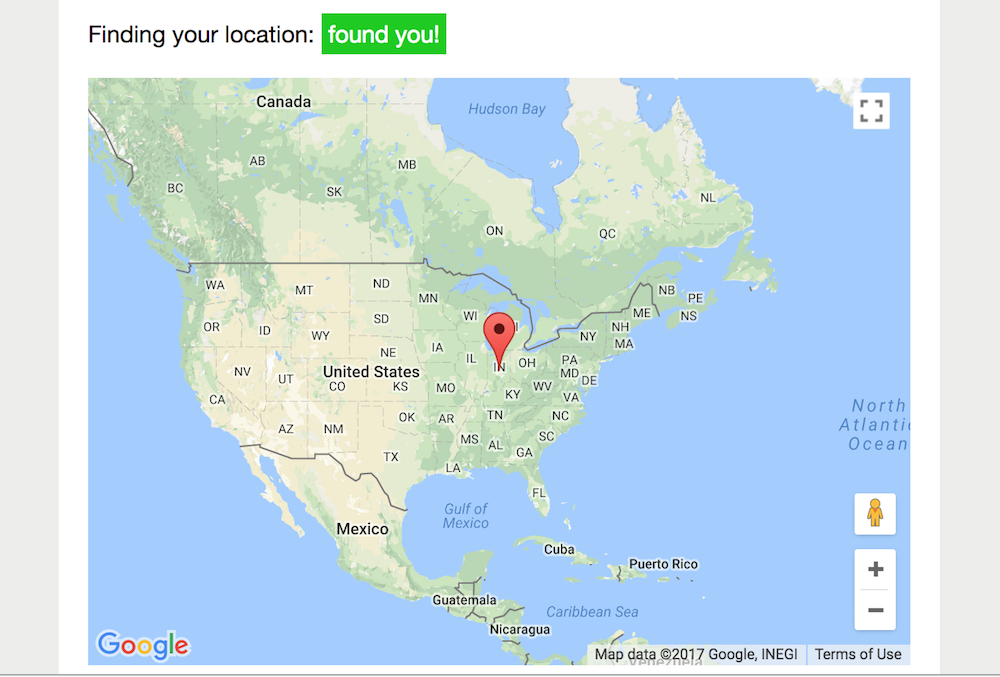 Finding your location: found you!
Canada
Hudson Bay
AB
MB
BC
SK
NL
ON
QC
WA
MT
ND
MN
NB
PE
OR
ID
WY
SD
WI
ME
NS
NH
NY
MA
NE
IA
IL
IN
OH
PA
NV
UT
United States
CO
KS
MO
KY
WV
MD
DE
VA
CA
AZ
NM
OK
AR
TN
NC
SC
MS
AL
GA
TX
LA
FL
North
Atlantic
Ocean
Gulf of
Mexico
Mexico
Cuba
Puerto Rico
Guatemala
Caribbean Sea
Nicaragua
Venezuela
Google
Map data ©2017 Google, INEGI
Terms of Use